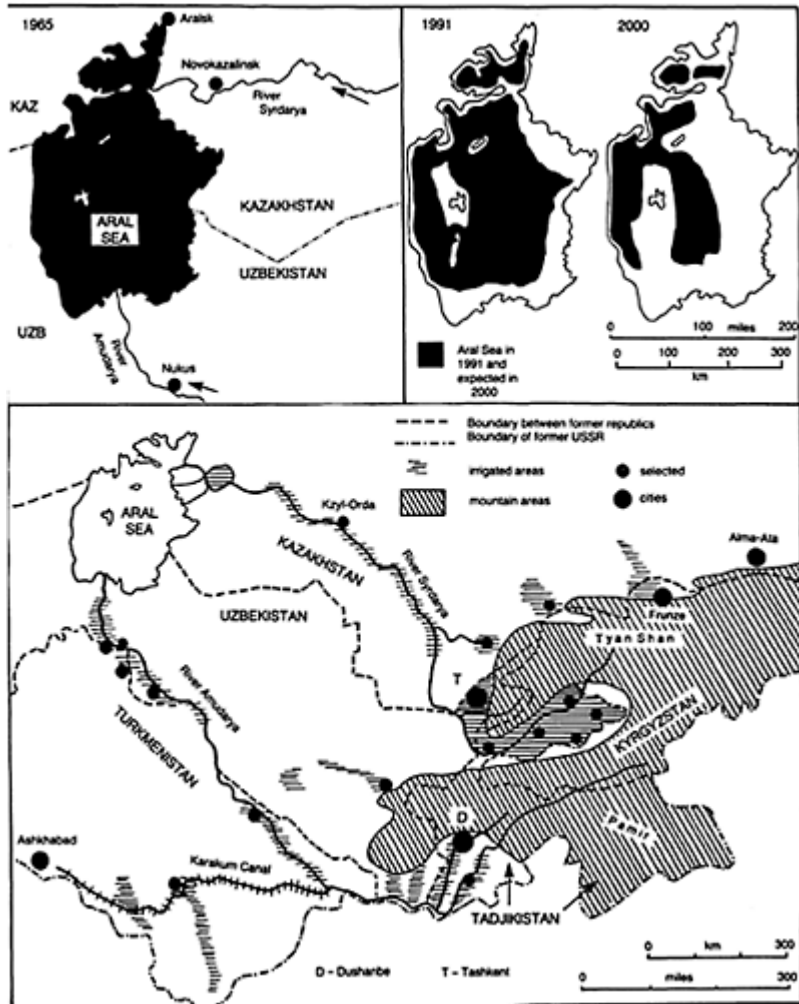 1965
Aralsk
Novokazalinsk
River
Syrdarya
KAZ
ARAL
SEA
KAZAKHSTAN
UZBEKISTAN
UZB
River
Amudarya
Nukus
1991
2000
0 100 200
miles
0 100 200 300
km
Aral Sea in
1991 and
expected in
2000
Boundary between former republics
Boundary of former USSR
irrigated areas
selected
mountain areas
cities
ARAL
SEA
Kzyl-Orda
KAZAKHSTAN
River Syrdarya
Alma-Ata
UZBEKISTAN
Frunze
Tyan Shan
River Amudarya
T
TURKMENISTAN
KYRGYZSTAN
D
Pamir
Ashkhabad
Karakum Canal
TADJIKISTAN
0 km 300
0 miles 300
D – Dushanbe
T – Tashkent